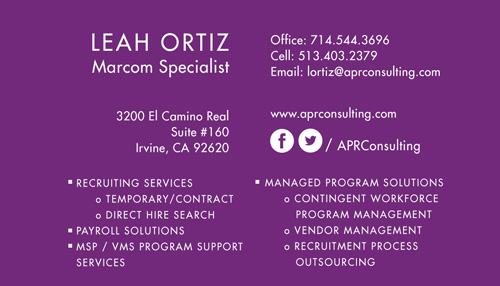 LEAH ORTIZ
Marcom Specialist
Office: 714.544.3696
Cell: 513.403.2379
Email: lortiz@aprconsulting.com
3200 El Camino Real
Suite #160
Irvine, CA 92620
www.aprconsulting.com
f / APRConsulting
▪ RECRUITING SERVICES
o TEMPORARY/CONTRACT
o DIRECT HIRE SEARCH
▪ PAYROLL SOLUTIONS
▪ MSP / VMS PROGRAM SUPPORT
SERVICES
▪ MANAGED PROGRAM SOLUTIONS
o CONTINGENT WORKFORCE
PROGRAM MANAGEMENT
o VENDOR MANAGEMENT
o RECRUITMENT PROCESS
OUTSOURCING